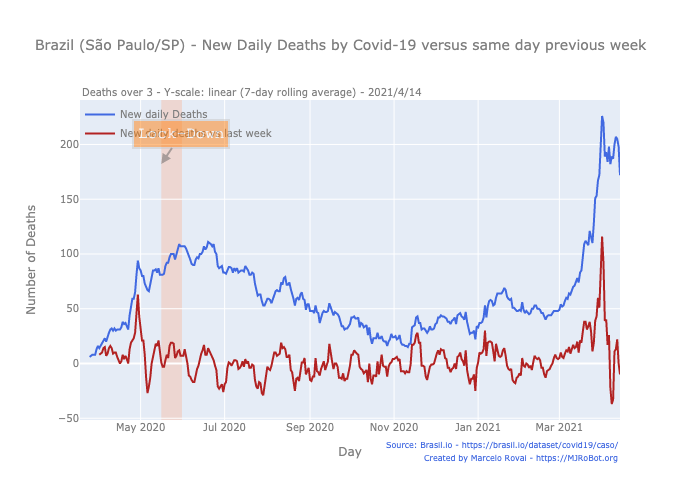 Brazil (São Paulo/SP) - New Daily Deaths by Covid-19 versus same day previous week
Deaths over 3 - Y-scale: linear (7-day rolling average) - 2021/4/14
New daily Deaths
New daily deaths - last week
Lock Down
200
150
100
50
0
−50
Number of Deaths
May 2020
Jul 2020
Sep 2020
Nov 2020
Jan 2021
Mar 2021
Day
Source: Brasil.io - https://brasil.io/dataset/covid19/caso/
Created by Marcelo Rovai - https://MJRoBot.org